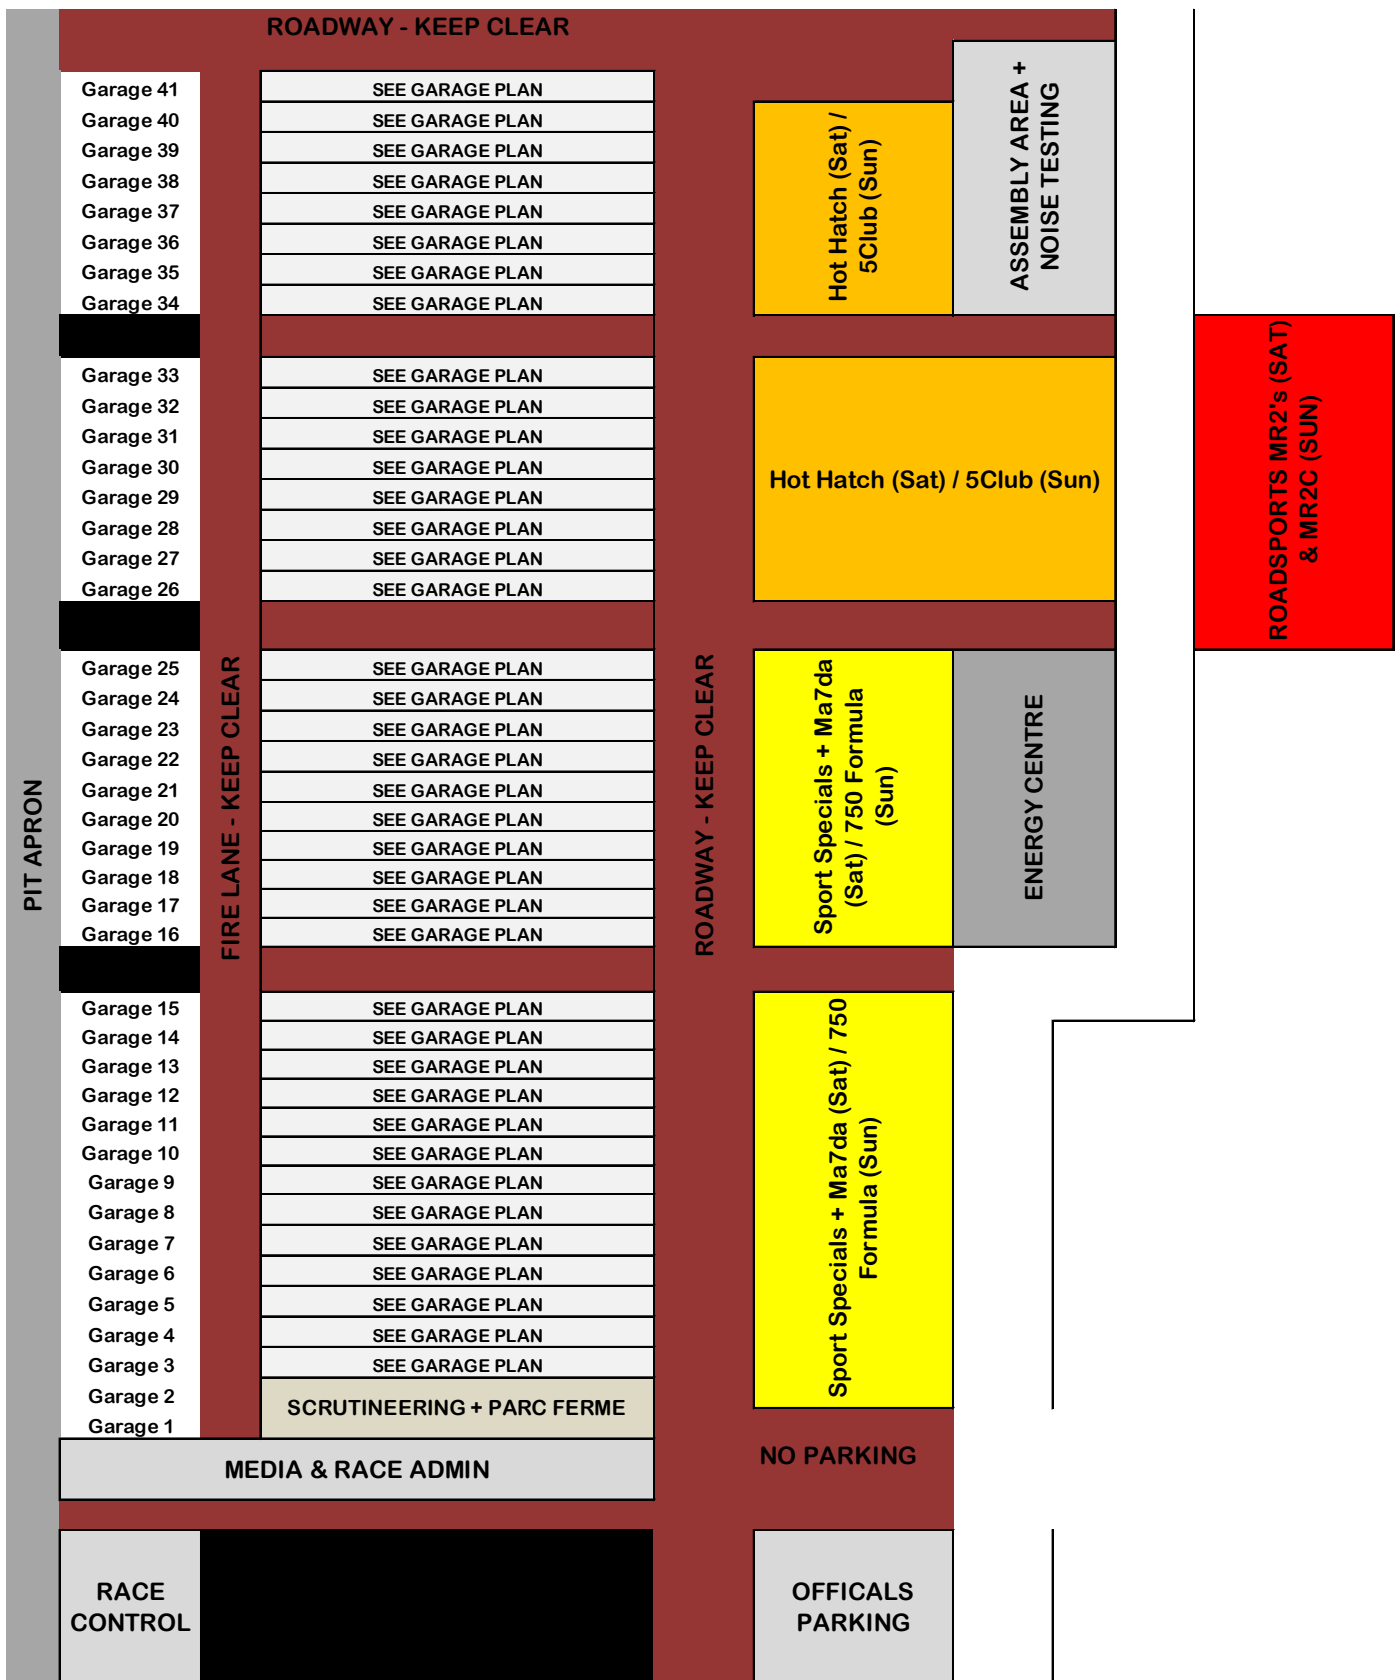 ROADWAY - KEEP CLEAR
Garage 41 SEE GARAGE PLAN
Garage 40 SEE GARAGE PLAN
Garage 39 SEE GARAGE PLAN
Garage 38 SEE GARAGE PLAN
Garage 37 SEE GARAGE PLAN
Garage 36 SEE GARAGE PLAN
Garage 35 SEE GARAGE PLAN
Garage 34 SEE GARAGE PLAN
Hot Hatch (Sat) /
5Club (Sun)
ASSEMBLY AREA +
NOISE TESTING
Garage 33 SEE GARAGE PLAN
Garage 32 SEE GARAGE PLAN
Garage 31 SEE GARAGE PLAN
Garage 30 SEE GARAGE PLAN
Garage 29 SEE GARAGE PLAN
Garage 28 SEE GARAGE PLAN
Garage 27 SEE GARAGE PLAN
Garage 26 SEE GARAGE PLAN
Hot Hatch (Sat) / 5Club (Sun)
ROADSPORTS MR2's (SAT)
& MR2C (SUN)
PIT APRON
FIRE LANE - KEEP CLEAR
ROADWAY - KEEP CLEAR
Garage 25 SEE GARAGE PLAN
Garage 24 SEE GARAGE PLAN
Garage 23 SEE GARAGE PLAN
Garage 22 SEE GARAGE PLAN
Garage 21 SEE GARAGE PLAN
Garage 20 SEE GARAGE PLAN
Garage 19 SEE GARAGE PLAN
Garage 18 SEE GARAGE PLAN
Garage 17 SEE GARAGE PLAN
Garage 16 SEE GARAGE PLAN
Sport Specials + Ma7da
(Sat) / 750 Formula
(Sun)
ENERGY CENTRE
Garage 15 SEE GARAGE PLAN
Garage 14 SEE GARAGE PLAN
Garage 13 SEE GARAGE PLAN
Garage 12 SEE GARAGE PLAN
Garage 11 SEE GARAGE PLAN
Garage 10 SEE GARAGE PLAN
Garage 9 SEE GARAGE PLAN
Garage 8 SEE GARAGE PLAN
Garage 7 SEE GARAGE PLAN
Garage 6 SEE GARAGE PLAN
Garage 5 SEE GARAGE PLAN
Garage 4 SEE GARAGE PLAN
Garage 3 SEE GARAGE PLAN
Garage 2
Garage 1
SCRUTINEERING + PARC FERME
Sport Specials + Ma7da (Sat) / 750
Formula (Sun)
MEDIA & RACE ADMIN
NO PARKING
RACE
CONTROL
OFFICALS
PARKING